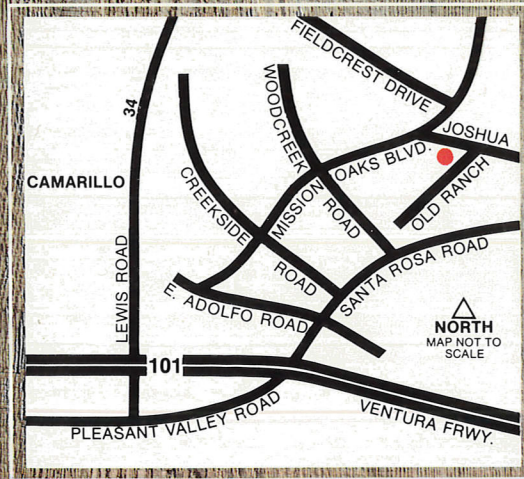 FIELDCREST DRIVE
WOODCREEK ROAD
34
JOSHUA
MISSION OAKS BLVD.
CAMARILLO
CREEKSIDE ROAD
OLD RANCH
LEWIS ROAD
SANTA ROSA ROAD
E. ADOLFO ROAD
NORTH
MAP NOT TO
SCALE
101
PLEASANT VALLEY ROAD
VENTURA FRWY.